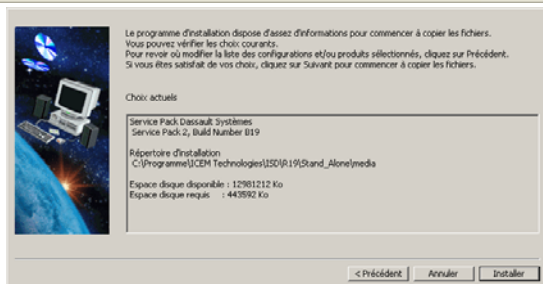 Le programme d'installation dispose d'assez d'informations pour commencer à copier les fichiers.
Vous pouvez vérifier les choix courants.
Pour revoir où modifier la liste des configurations et/ou produits sélectionnés, cliquez sur Précédent.
Si vous êtes satisfait de vos choix, cliquez sur Suivant pour commencer à copier les fichiers.
Choix actuels
Service Pack Dassault Systèmes
Service Pack 2, Build Number B19
Répertoire d'installation
C:\Programme\ICEM Technologies\ISD\R19\Stand_Alone\media
Espace disque disponible : 12981212 Ko
Espace disque requis : 443592 Ko
< Précédent
Annuler
Installer